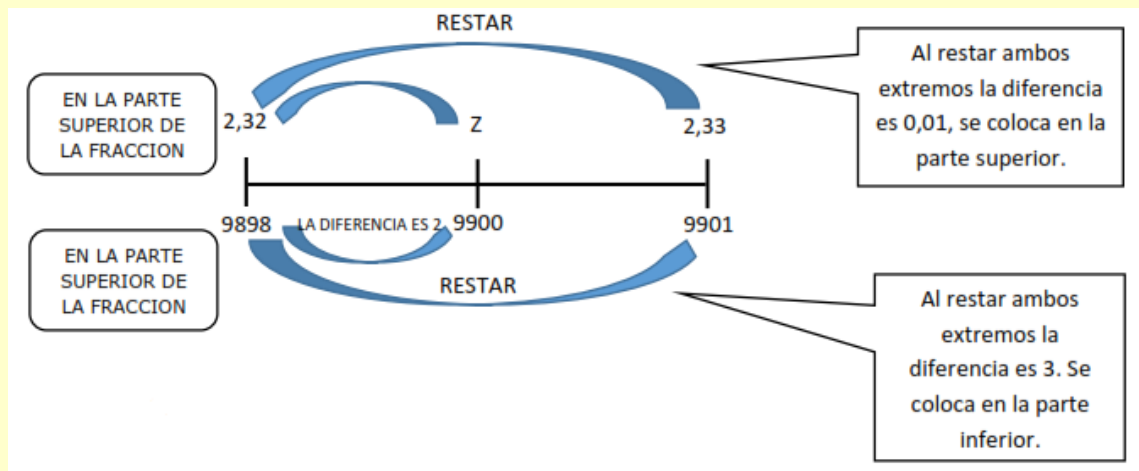 RESTAR
EN LA PARTE
SUPERIOR DE
LA FRACCION
2,32
Z
2,33
Al restar ambos
extremos la diferencia
es 0,01, se coloca en la
parte superior.
9898
LA DIFERENCIA ES 2
9900
9901
EN LA PARTE
SUPERIOR DE
LA FRACCION
RESTAR
Al restar ambos
extremos la
diferencia es 3. Se
coloca en la parte
inferior.